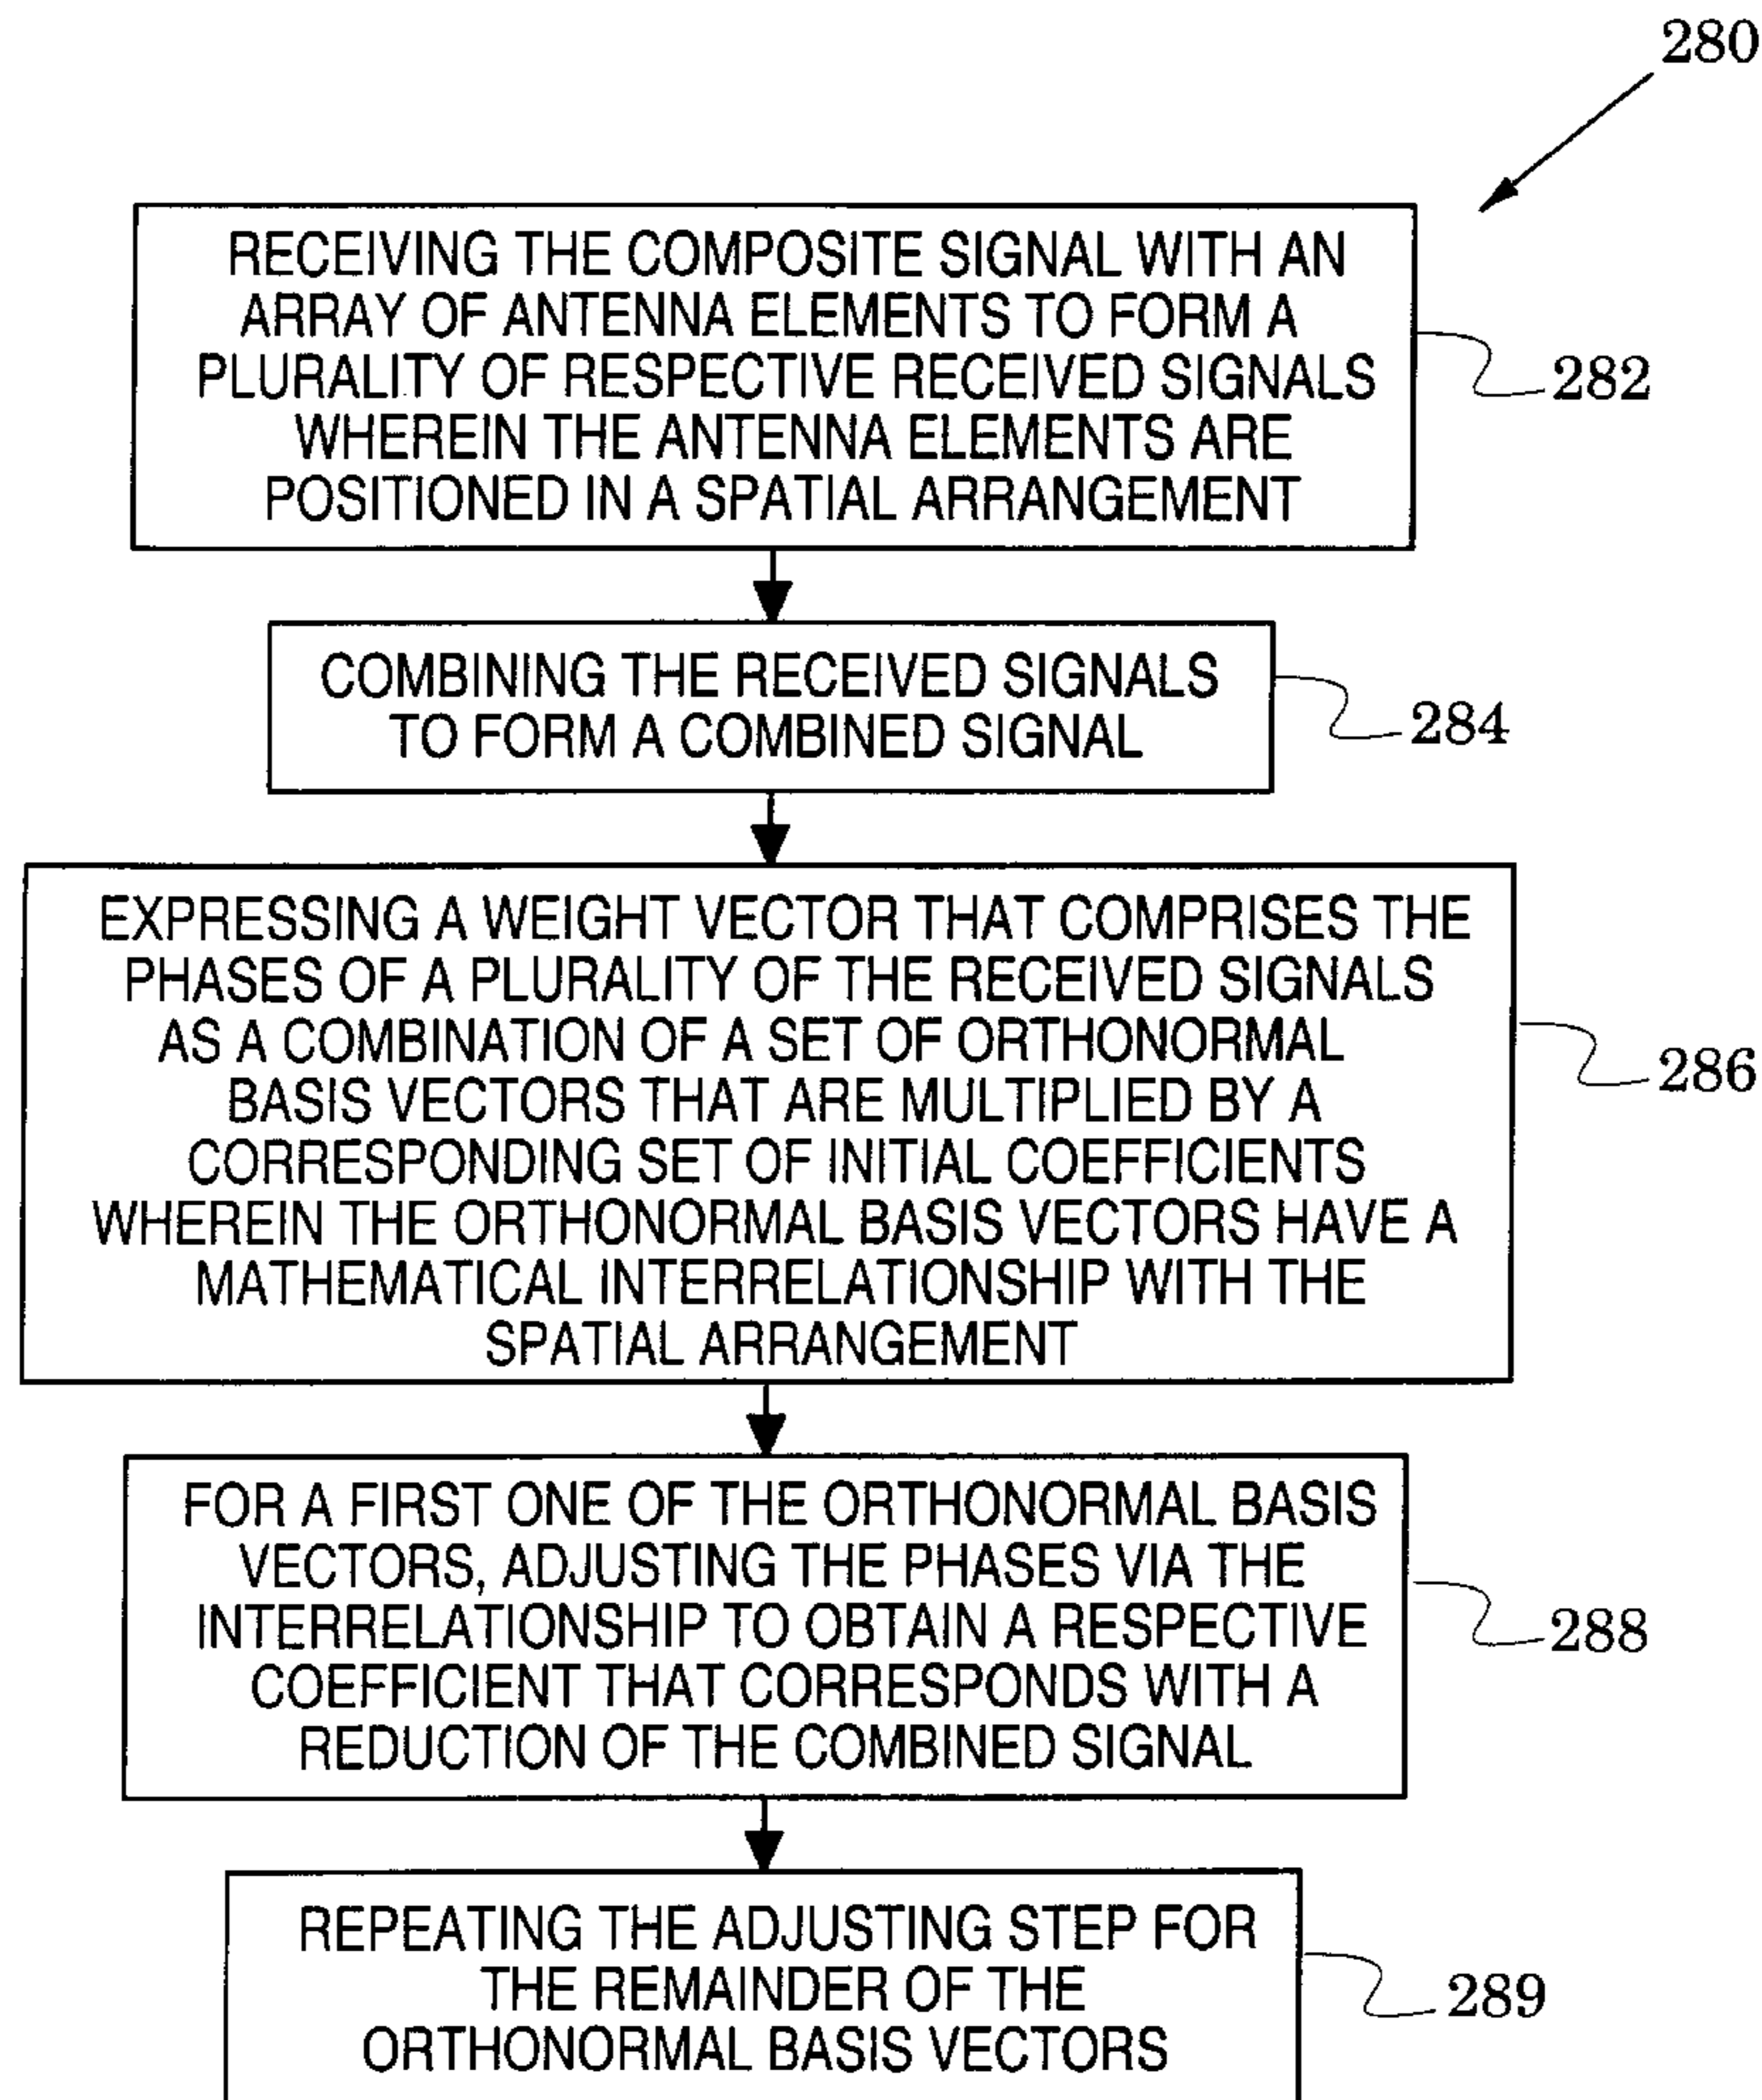 280
RECEIVING THE COMPOSITE SIGNAL WITH AN
ARRAY OF ANTENNA ELEMENTS TO FORM A
PLURALITY OF RESPECTIVE RECEIVED SIGNALS
WHEREIN THE ANTENNA ELEMENTS ARE
POSITIONED IN A SPATIAL ARRANGEMENT
282
COMBINING THE RECEIVED SIGNALS
TO FORM A COMBINED SIGNAL
284
EXPRESSING A WEIGHT VECTOR THAT COMPRISES THE
PHASES OF A PLURALITY OF THE RECEIVED SIGNALS
AS A COMBINATION OF A SET OF ORTHONORMAL
BASIS VECTORS THAT ARE MULTIPLIED BY A
CORRESPONDING SET OF INITIAL COEFFICIENTS
WHEREIN THE ORTHONORMAL BASIS VECTORS HAVE A
MATHEMATICAL INTERRELATIONSHIP WITH THE
SPATIAL ARRANGEMENT
286
FOR A FIRST ONE OF THE ORTHONORMAL BASIS
VECTORS, ADJUSTING THE PHASES VIA THE
INTERRELATIONSHIP TO OBTAIN A RESPECTIVE
COEFFICIENT THAT CORRESPONDS WITH A
REDUCTION OF THE COMBINED SIGNAL
288
REPEATING THE ADJUSTING STEP FOR
THE REMAINDER OF THE
ORTHONORMAL BASIS VECTORS
289